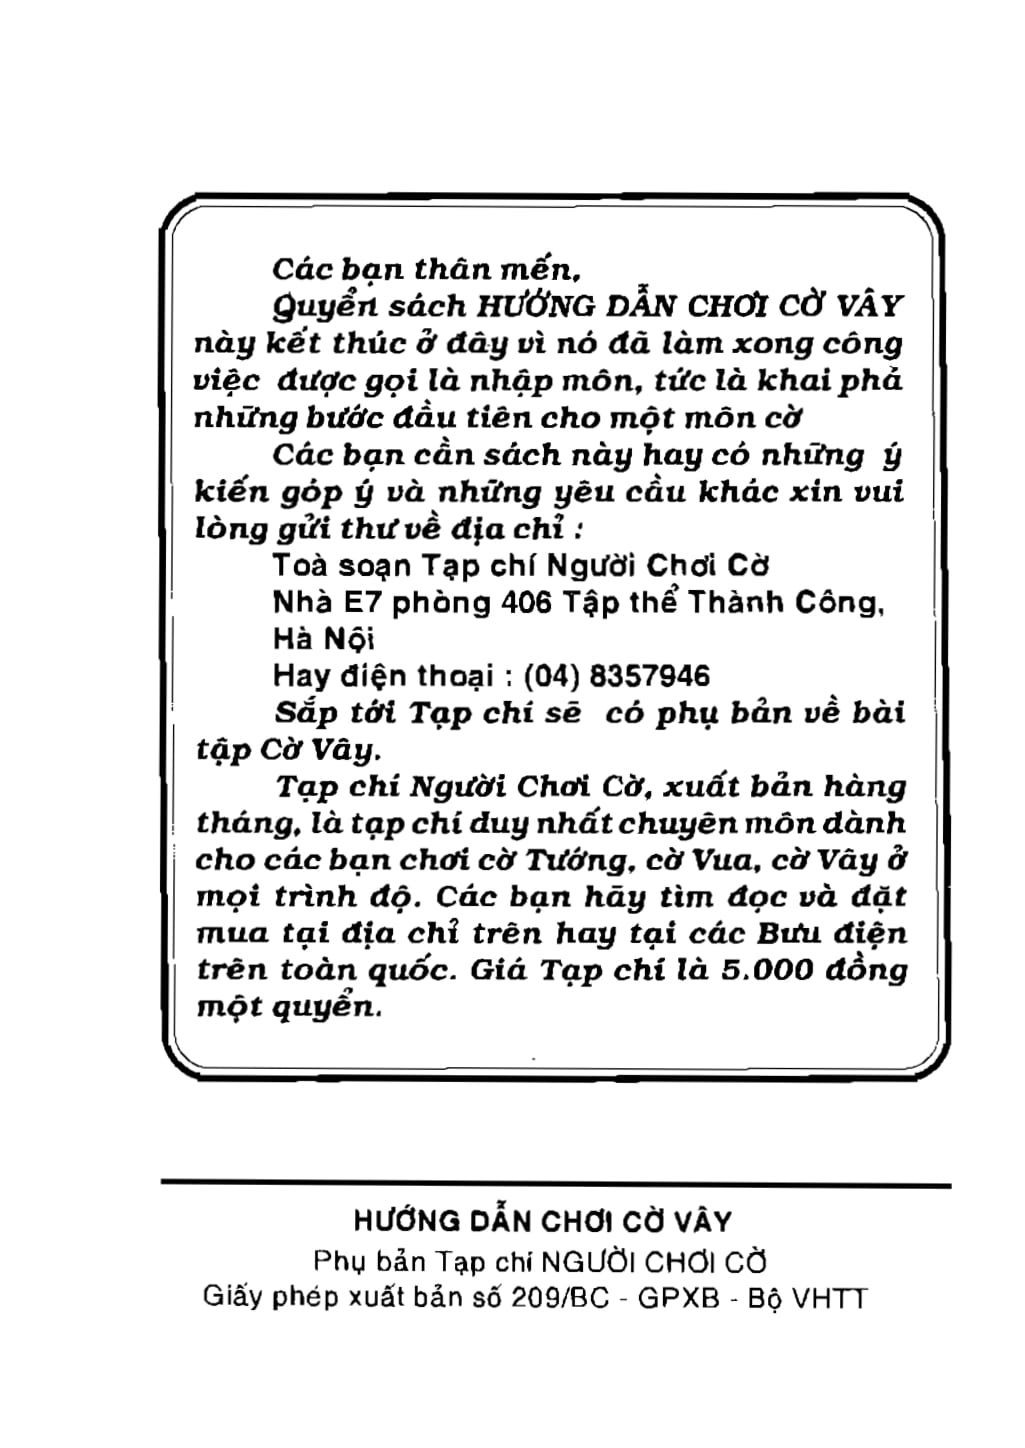 Các bạn thân mến,
Quyển sách HƯỚNG DẪN CHƠI CỜ VÂY
này kết thúc ở đây vì nó đã làm xong công
việc được gọi là nhập môn, tức là khai phả
những bước đầu tiên cho một môn cờ
Các bạn cần sách này hay có những ý
kiến góp ý và những yêu cầu khác xin vui
lòng gửi thư về địa chỉ :
Toà soạn Tạp chí Người Chơi Cờ
Nhà E7 phòng 406 Tập thể Thành Công,
Hà Nội
Hay điện thoại : (04) 8357946
Sắp tới Tạp chí sẽ có phụ bản về bài
tập Cờ Vây.
Tạp chí Người Chơi Cờ, xuất bản hàng
tháng, là tạp chí duy nhất chuyên môn dành
cho các bạn chơi cờ Tướng, cờ Vua, cờ Vây ở
mọi trình độ. Các bạn hãy tìm đọc và đặt
mua tại địa chỉ trên hay tại các Bưu điện
trên toàn quốc. Giá Tạp chí là 5.000 đồng
một quyển.
HƯỚNG DẪN CHƠI CỜ VÂY
Phụ bản Tạp chí NGƯỜI CHƠI CỜ
Giấy phép xuất bản số 209/BC - GPXB - Bộ VHTT